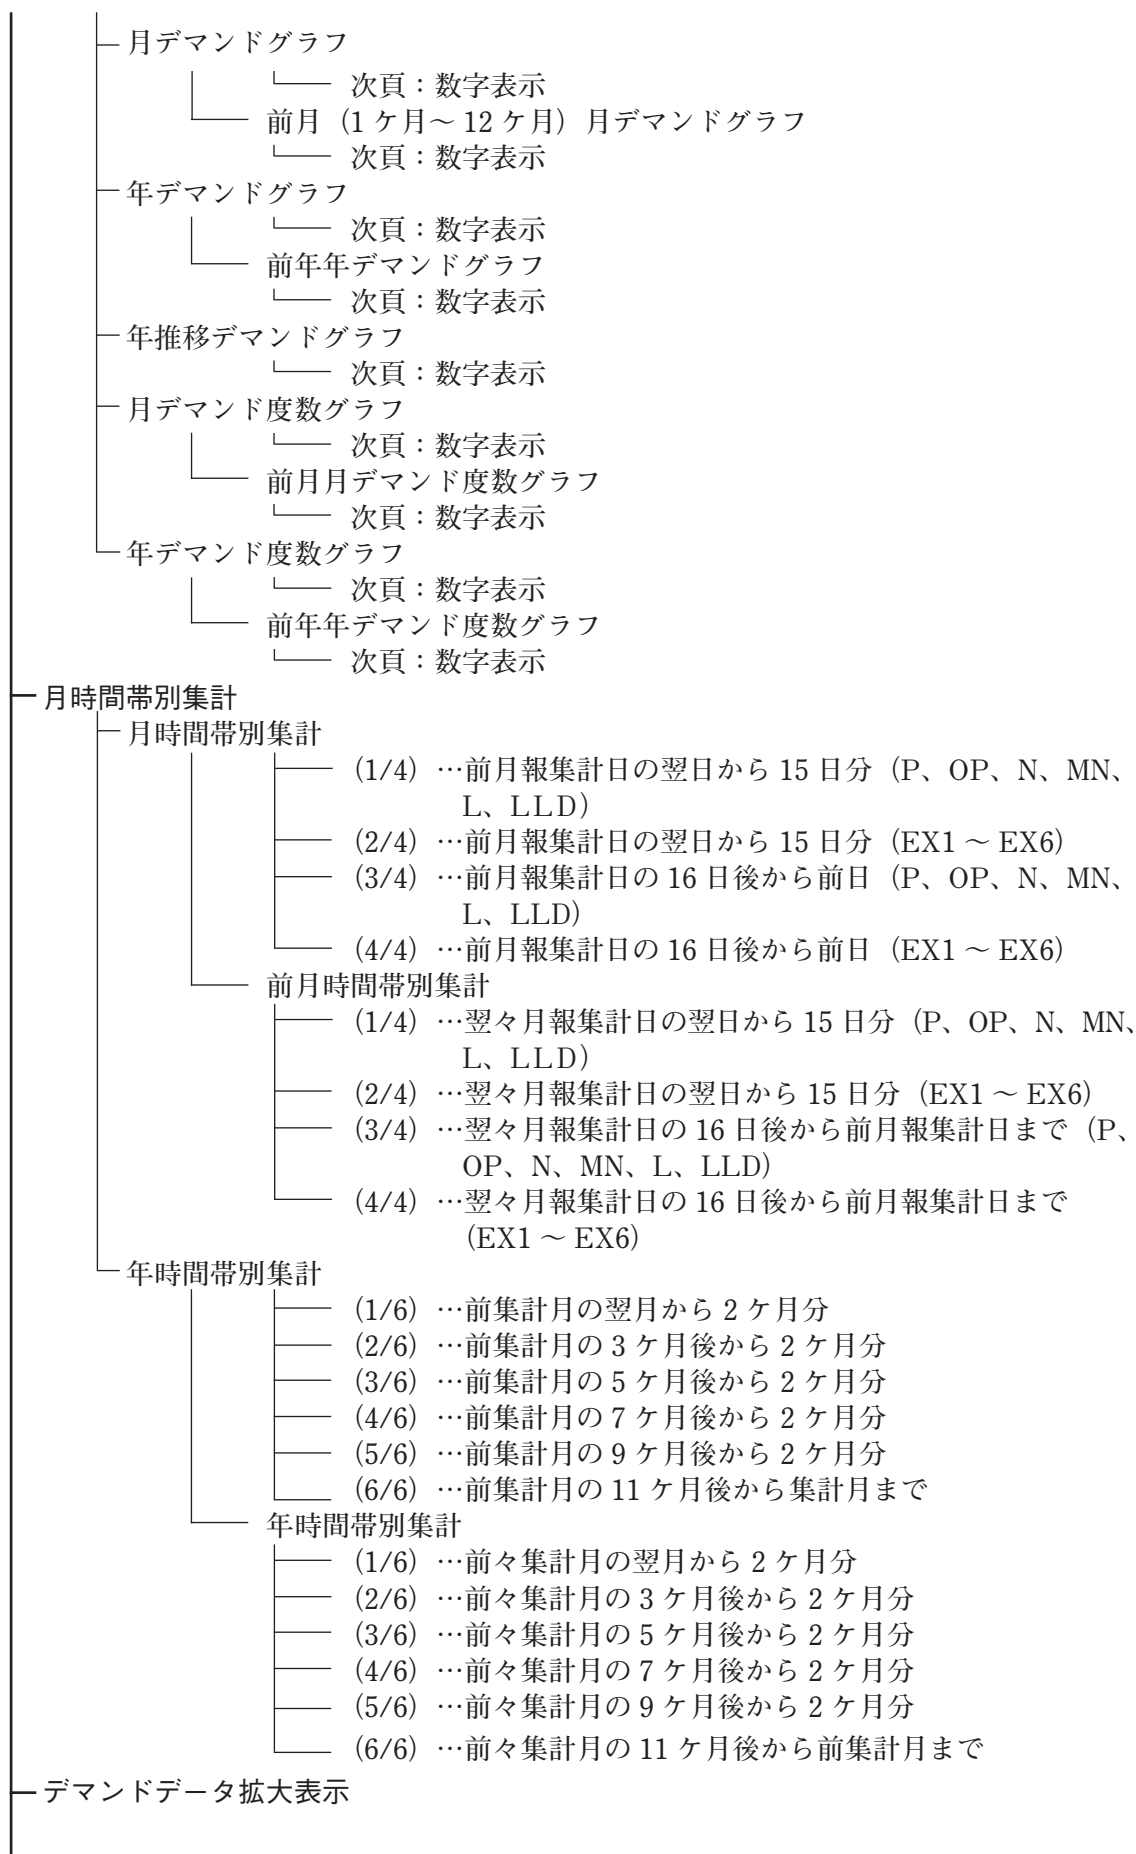 月デマンドグラフ
次頁:数字表示
前月(1ケ月〜12ケ月)月デマンドグラフ
次頁:数字表示
年デマンドグラフ
次頁:数字表示
前年年デマンドグラフ
次頁:数字表示
年推移デマンドグラフ
次頁:数字表示
月デマンド度数グラフ
次頁:数字表示
前月月デマンド度数グラフ
次頁:数字表示
年デマンド度数グラフ
次頁:数字表示
前年年デマンド度数グラフ
次頁:数字表示
月時間帯別集計
月時間帯別集計
(1/4)…前月報集計日の翌日から15日分(P、OP、N、MN、
L、LLD)
(2/4)…前月報集計日の翌日から15日分(EX1〜EX6)
(3/4)…前月報集計日の16日後から前日(P、OP、N、MN、
L、LLD)
(4/4)…前月報集計日の16日後から前日(EX1〜EX6)
前月時間帯別集計
(1/4)…翌々月報集計日の翌日から15日分(P、OP、N、MN、
L、LLD)
(2/4)…翌々月報集計日の翌日から15日分(EX1〜EX6)
(3/4)…翌々月報集計日の16日後から前月報集計日まで(P、
OP、N、MN、L、LLD)
(4/4)…翌々月報集計日の16日後から前月報集計日まで
(EX1〜EX6)
年時間帯別集計
(1/6)…前集計月の翌月から2ケ月分
(2/6)…前集計月の3ケ月後から2ケ月分
(3/6)…前集計月の5ケ月後から2ケ月分
(4/6)…前集計月の7ケ月後から2ケ月分
(5/6)…前集計月の9ケ月後から2ケ月分
(6/6)…前集計月の11ケ月後から集計月まで
年時間帯別集計
(1/6)…前々集計月の翌月から2ケ月分
(2/6)…前々集計月の3ケ月後から2ケ月分
(3/6)…前々集計月の5ケ月後から2ケ月分
(4/6)…前々集計月の7ケ月後から2ケ月分
(5/6)…前々集計月の9ケ月後から2ケ月分
(6/6)…前々集計月の11ケ月後から前集計月まで
デマンドデータ拡大表示